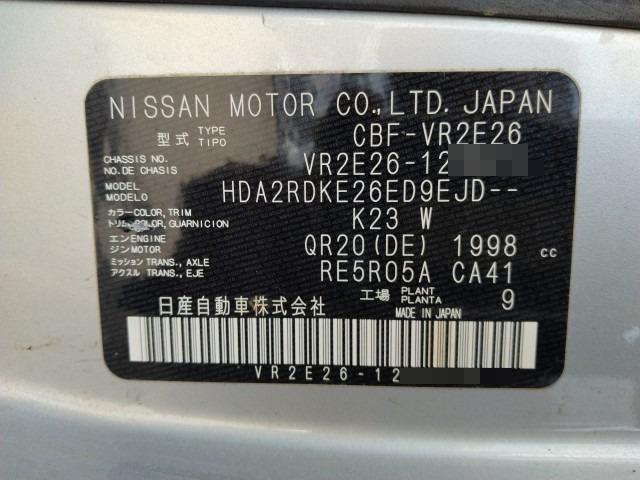 NISSAN MOTOR CO.,LTD. JAPAN
型式 TYPE TIPO CBF-VR2E26
CHASSIS NO. NO. DE CHASIS VR2E26-12
MODEL MODELO HDA2RDKE26ED9EJD--
カラー COLOR, TRIM トリム COLOR, GUARNICION K23 W
エンジン ENGINE MOTOR QR20(DE) 1998 cc
ミッション TRANS., AXLE アクスル TRANS., EJE RE5R05A CA41
工場 PLANT PLANTA 9
日産自動車株式会社 MADE IN JAPAN
VR2E26-12